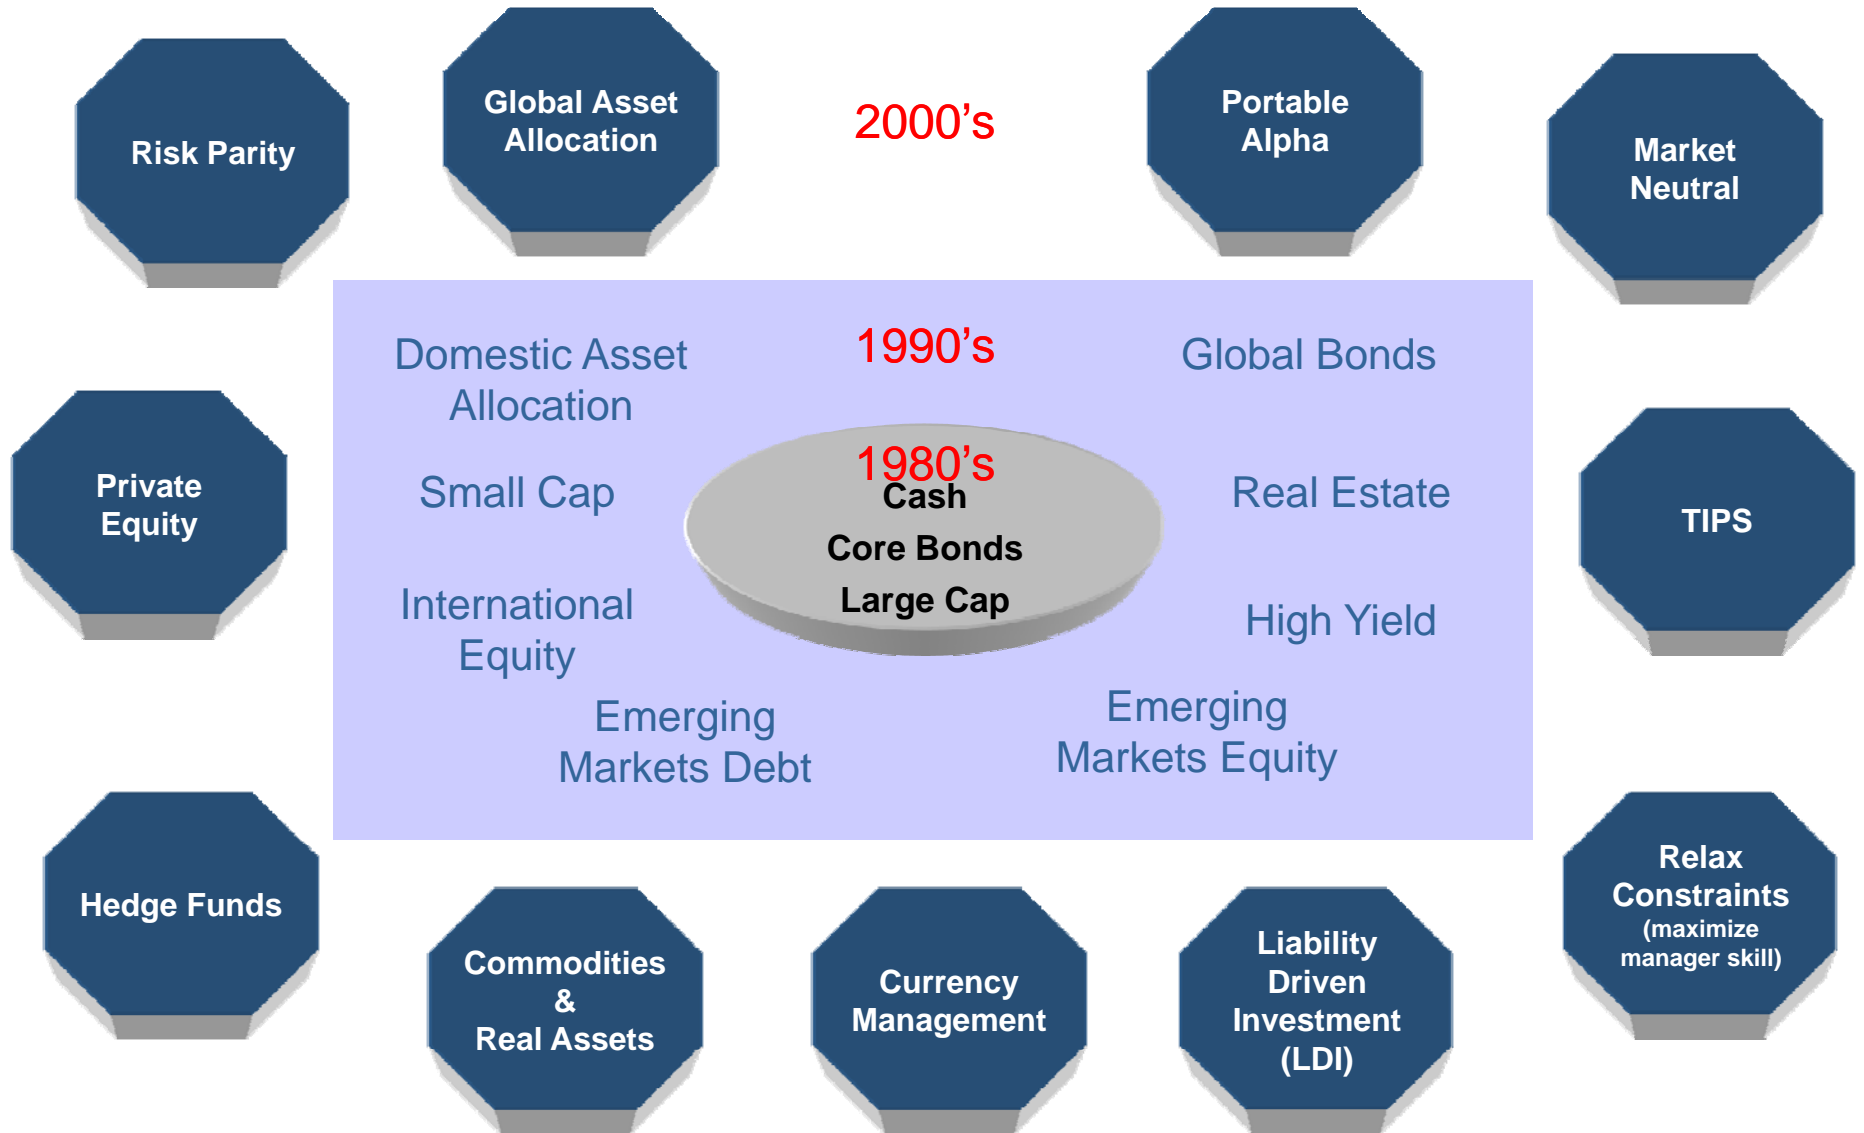 Risk Parity
Global Asset
Allocation
2000’s
Portable
Alpha
Market
Neutral
Domestic Asset
Allocation
1990’s
Global Bonds
Private
Equity
Small Cap
1980’s
Cash
Core Bonds
Large Cap
Real Estate
TIPS
International
Equity
High Yield
Emerging
Markets Debt
Emerging
Markets Equity
Hedge Funds
Commodities
&
Real Assets
Currency
Management
Liability
Driven
Investment
(LDI)
Relax
Constraints
(maximize
manager skill)